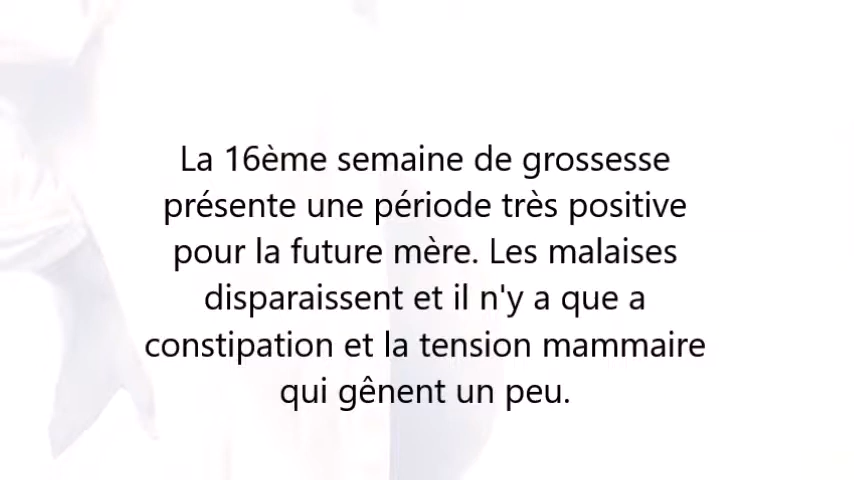 La 16ème semaine de grossesse
présente une période très positive
pour la future mère. Les malaises
disparaissent et il n'y a que a
constipation et la tension mammaire
qui gênent un peu.